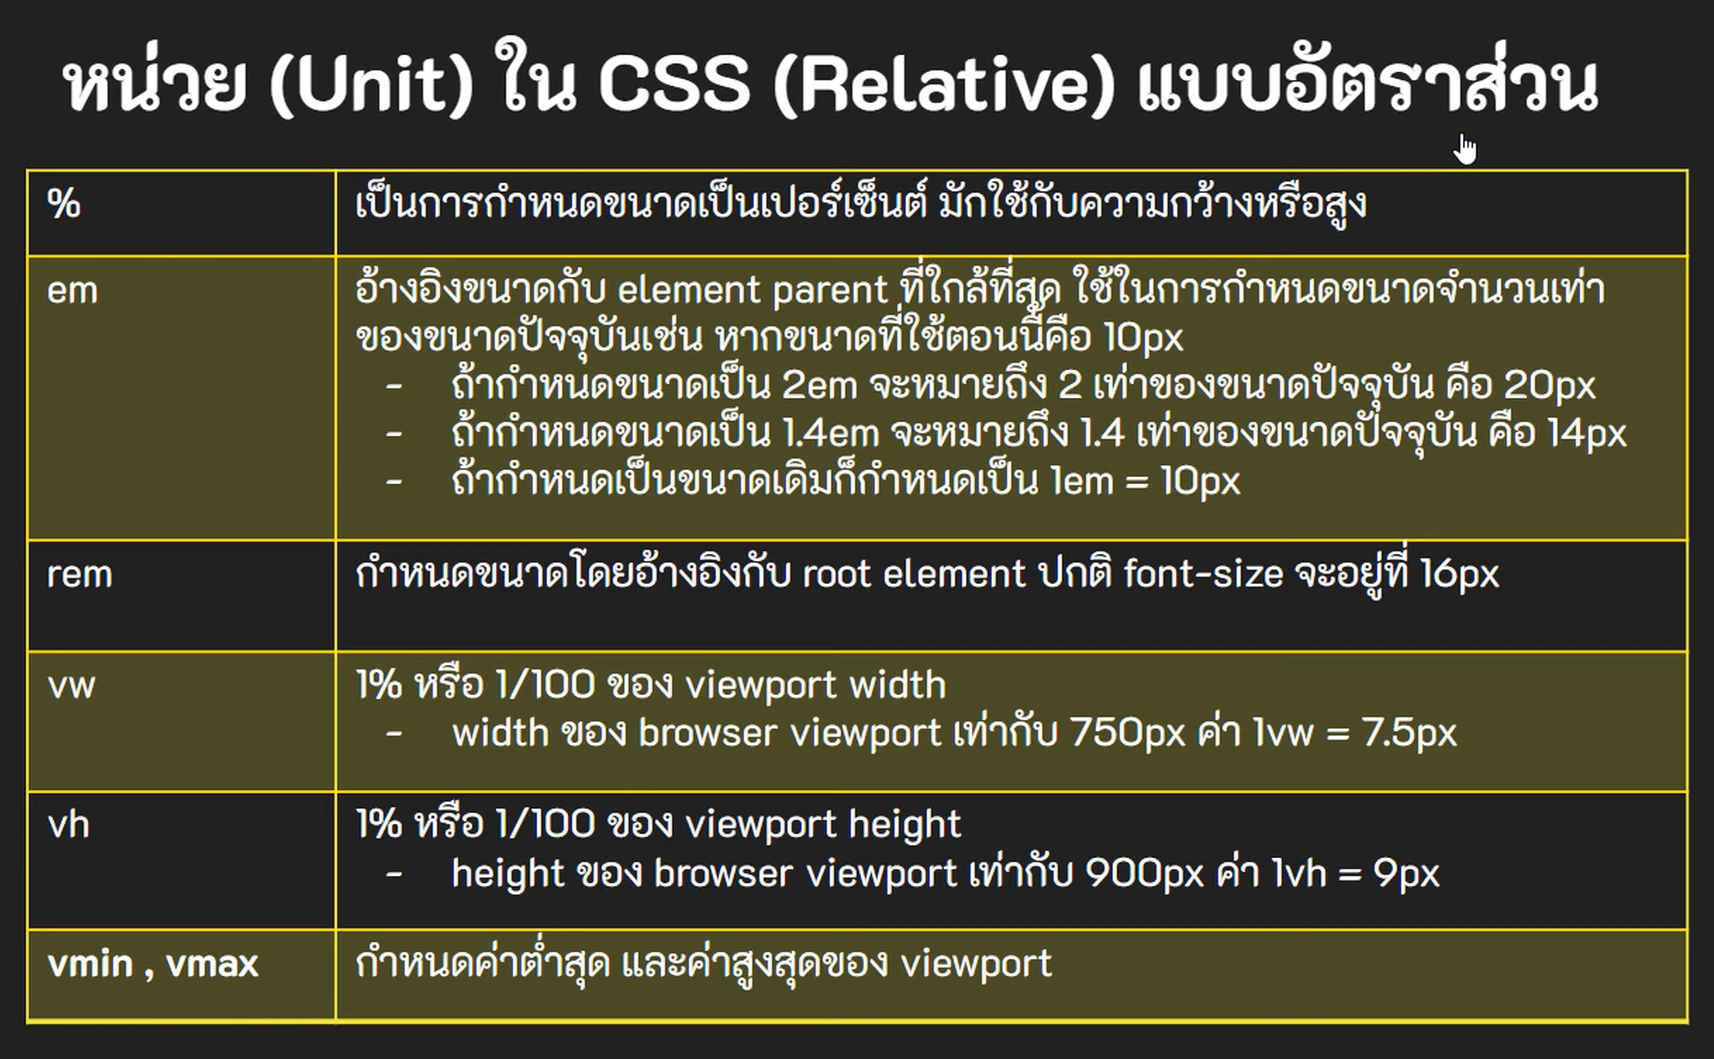 หน่วย (Unit) ใน CSS (Relative) แบบอัตราส่วน
%
เป็นการกำหนดขนาดเป็นเปอร์เซ็นต์ มักใช้กับความกว้างหรือสูง
em
อ้างอิงขนาดกับ element parent ที่ใกล้ที่สุด ใช้ในการกำหนดขนาดจำนวนเท่า
ของขนาดปัจจุบันเช่น หากขนาดที่ใช้ตอนนี้คือ 10px
- ถ้ากำหนดขนาดเป็น 2em จะหมายถึง 2 เท่าของขนาดปัจจุบัน คือ 20px
- ถ้ากำหนดขนาดเป็น 1.4em จะหมายถึง 1.4 เท่าของขนาดปัจจุบัน คือ 14px
- ถ้ากำหนดเป็นขนาดเดิมก็กำหนดเป็น 1em = 10px
rem
กำหนดขนาดโดยอ้างอิงกับ root element ปกติ font-size จะอยู่ที่ 16px
vw
1% หรือ 1/100 ของ viewport width
- width ของ browser viewport เท่ากับ 750px ค่า 1vw = 7.5px
vh
1% หรือ 1/100 ของ viewport height
- height ของ browser viewport เท่ากับ 900px ค่า 1vh = 9px
vmin , vmax
กำหนดค่าต่ำสุด และค่าสูงสุดของ viewport